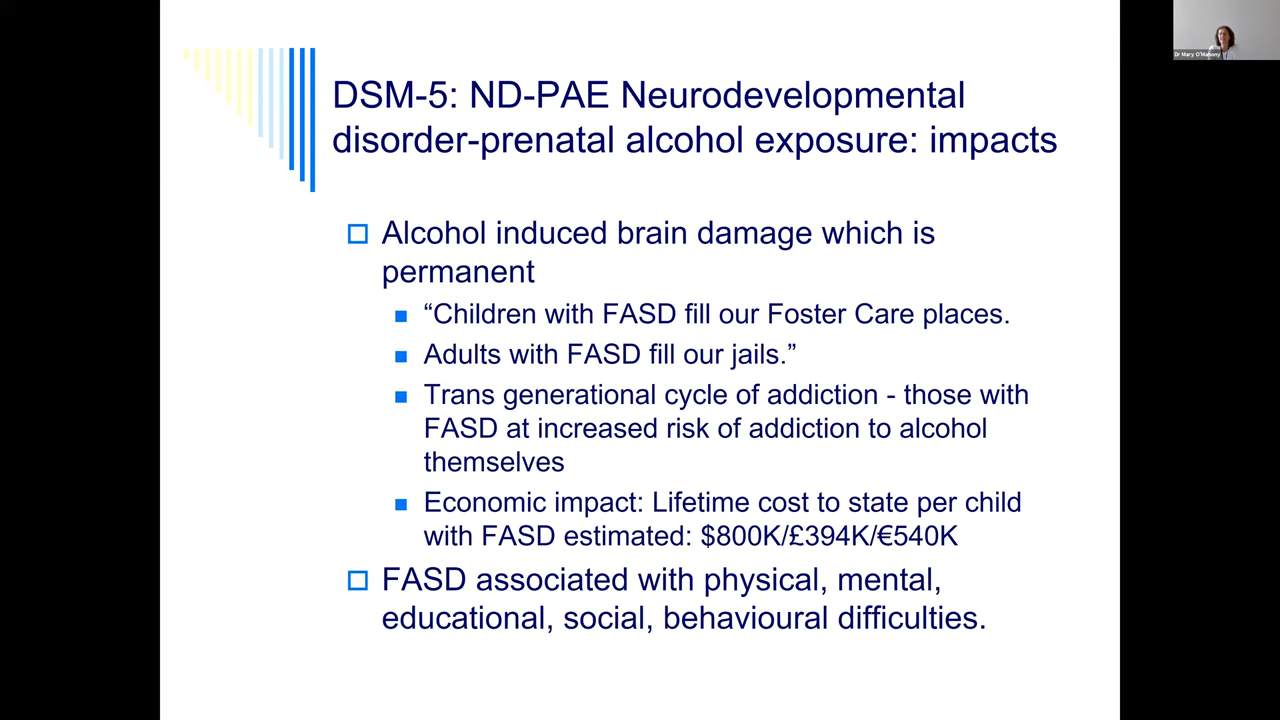 DSM-5: ND-PAE Neurodevelopmental
disorder-prenatal alcohol exposure: impacts
Alcohol induced brain damage which is
permanent
“Children with FASD fill our Foster Care places.
Adults with FASD fill our jails.”
Trans generational cycle of addiction - those with
FASD at increased risk of addiction to alcohol
themselves
Economic impact: Lifetime cost to state per child
with FASD estimated: $800K/£394K/€540K
FASD associated with physical, mental,
educational, social, behavioural difficulties.
Dr Mary O'Mahony